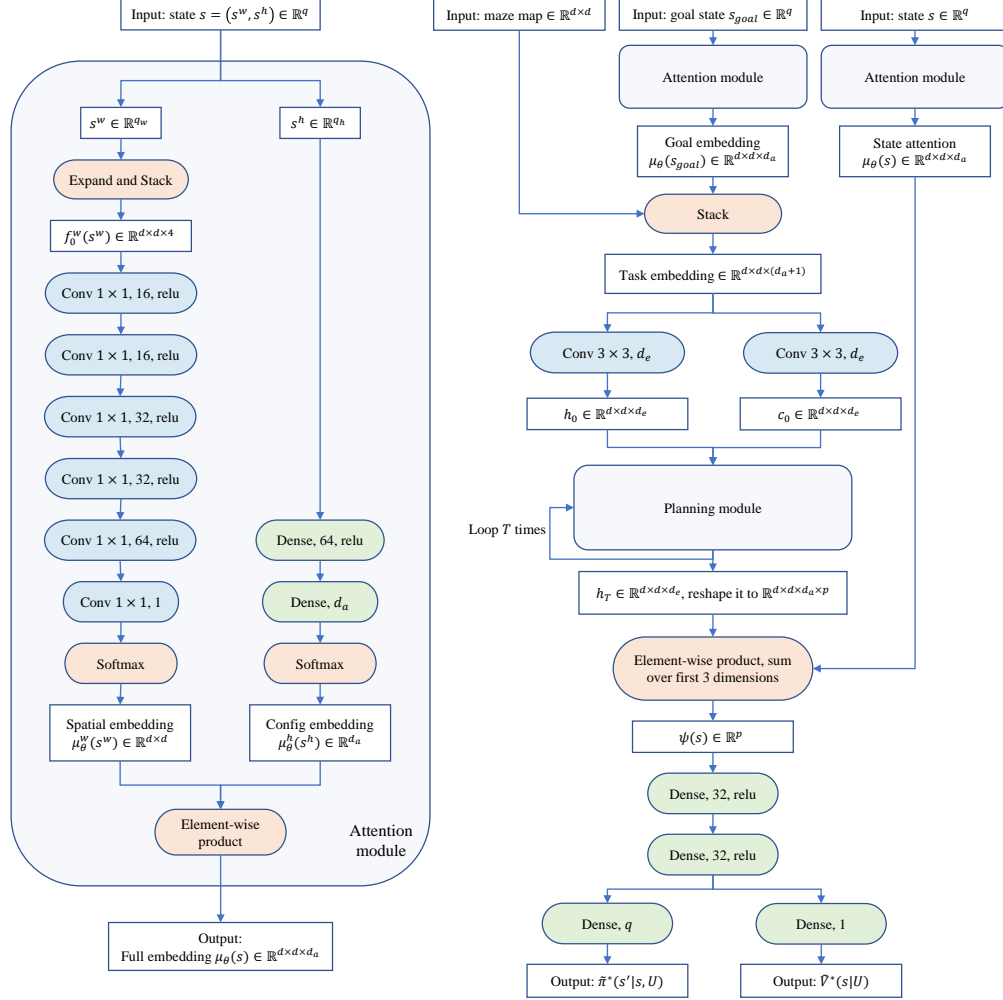 Input: state s = (s^w, s^h) ∈ ℝ^q
s^w ∈ ℝ^{q_w}
s^h ∈ ℝ^{q_h}
Expand and Stack
f_0^w(s^w) ∈ ℝ^{d×d×4}
Conv 1 × 1, 16, relu
Conv 1 × 1, 16, relu
Conv 1 × 1, 32, relu
Conv 1 × 1, 32, relu
Conv 1 × 1, 64, relu
Conv 1 × 1, 1
Softmax
Spatial embedding
μ_θ^w(s^w) ∈ ℝ^{d×d}
Dense, 64, relu
Dense, d_a
Softmax
Config embedding
μ_θ^h(s^h) ∈ ℝ^{d_a}
Element-wise
product
Attention
module
Output:
Full embedding μ_θ(s) ∈ ℝ^{d×d×d_a}
Input: maze map ∈ ℝ^{d×d}
Input: goal state s_{goal} ∈ ℝ^q
Input: state s ∈ ℝ^q
Attention module
Attention module
Goal embedding
μ_θ(s_{goal}) ∈ ℝ^{d×d×d_a}
State attention
μ_θ(s) ∈ ℝ^{d×d×d_a}
Stack
Task embedding ∈ ℝ^{d×d×(d_a+1)}
Conv 3 × 3, d_e
Conv 3 × 3, d_e
h_0 ∈ ℝ^{d×d×d_e}
c_0 ∈ ℝ^{d×d×d_e}
Planning module
Loop T times
h_T ∈ ℝ^{d×d×d_e}, reshape it to ℝ^{d×d×d_a×p}
Element-wise product, sum
over first 3 dimensions
ψ(s) ∈ ℝ^p
Dense, 32, relu
Dense, 32, relu
Dense, q
Dense, 1
Output: π̃*(s'|s, U)
Output: Ṽ*(s|U)